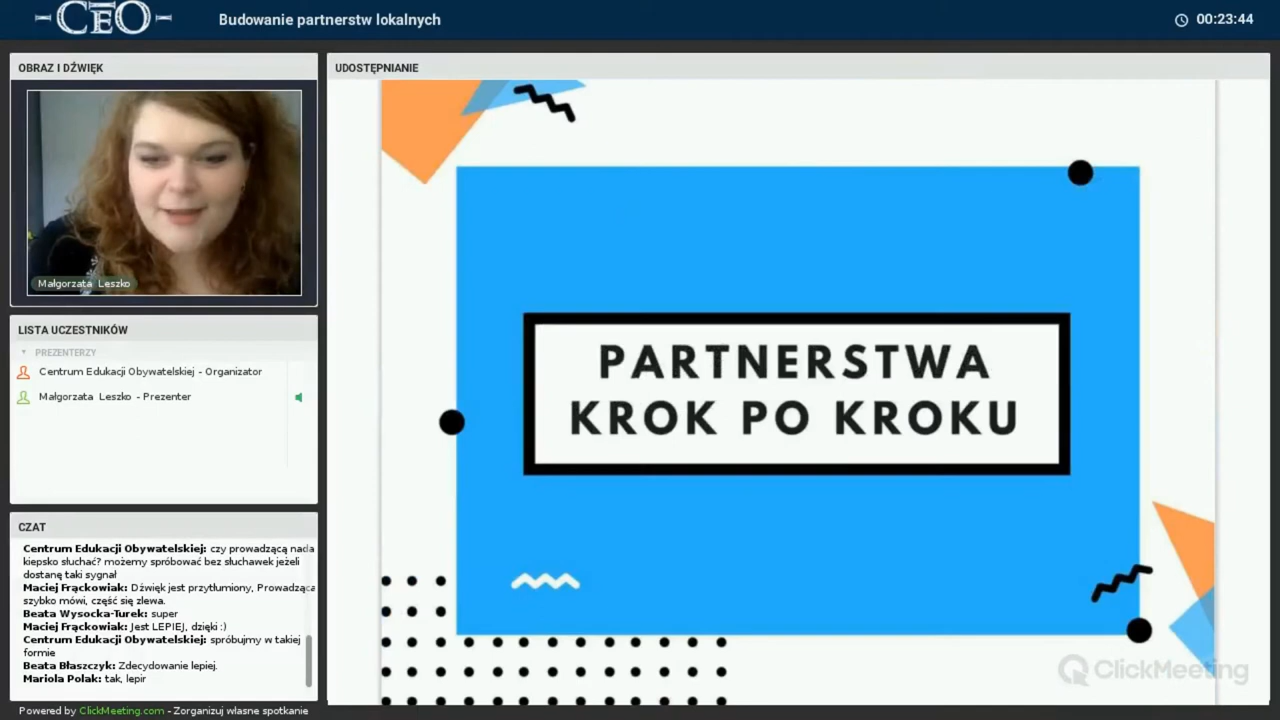 CEO
Budowanie partnerstw lokalnych
00:23:44
OBRAZ I DŹWIĘK
UDOSTĘPNIANIE
Małgorzata Leszko
LISTA UCZESTNIKÓW
PREZENTERZY
Centrum Edukacji Obywatelskiej - Organizator
Małgorzata Leszko - Prezenter
PARTNERSTWA
KROK PO KROKU
CZAT
Centrum Edukacji Obywatelskiej: czy prowadzącą nada
kiepsko słuchać? możemy spróbować bez słuchawek jeżeli
dostanę taki sygnał
Maciej Frąckowiak: Dźwięk jest przytłumiony, Prowadząca
szybko mówi, część się zlewa.
Beata Wysocka-Turek: super
Maciej Frąckowiak: Jest LEPIEJ, dzięki :)
Centrum Edukacji Obywatelskiej: spróbujmy w takiej
formie
Beata Błaszczyk: Zdecydowanie lepiej.
Mariola Polak: tak, lepir
ClickMeeting
Powered by ClickMeeting.com - Zorganizuj własne spotkanie